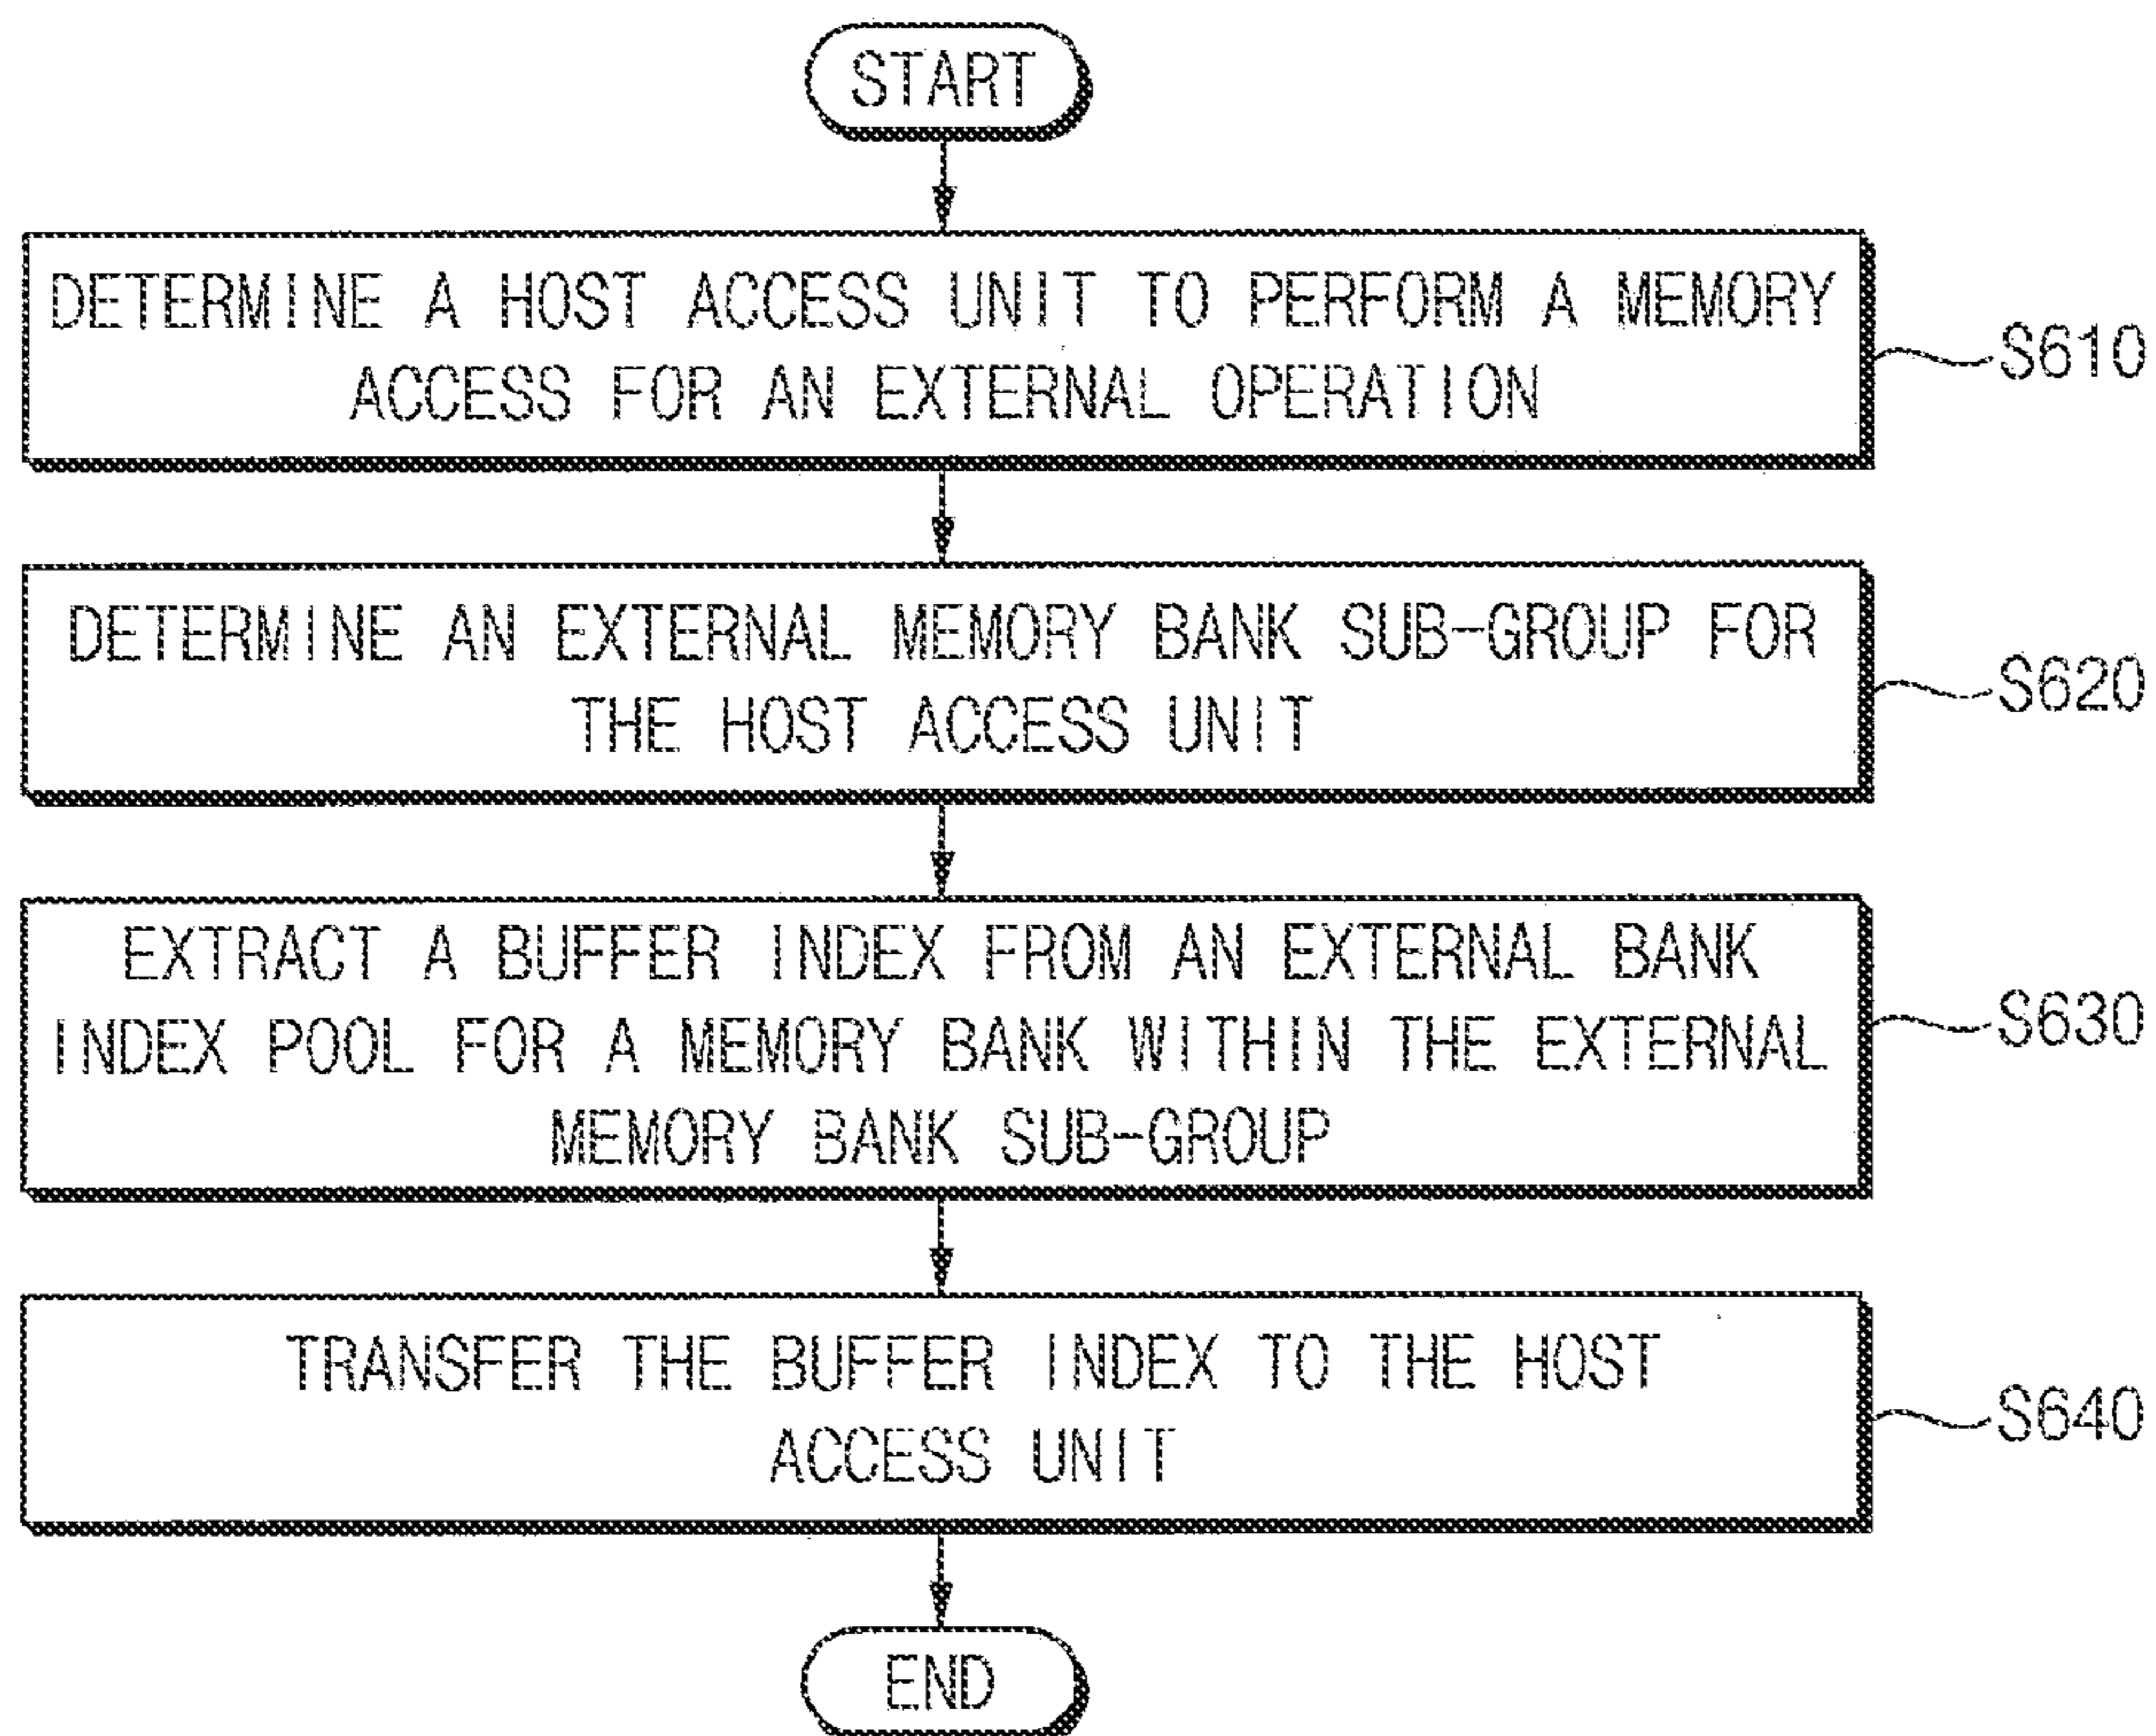 START
DETERMINE A HOST ACCESS UNIT TO PERFORM A MEMORY
ACCESS FOR AN EXTERNAL OPERATION
S610
DETERMINE AN EXTERNAL MEMORY BANK SUB-GROUP FOR
THE HOST ACCESS UNIT
S620
EXTRACT A BUFFER INDEX FROM AN EXTERNAL BANK
INDEX POOL FOR A MEMORY BANK WITHIN THE EXTERNAL
MEMORY BANK SUB-GROUP
S630
TRANSFER THE BUFFER INDEX TO THE HOST
ACCESS UNIT
S640
END